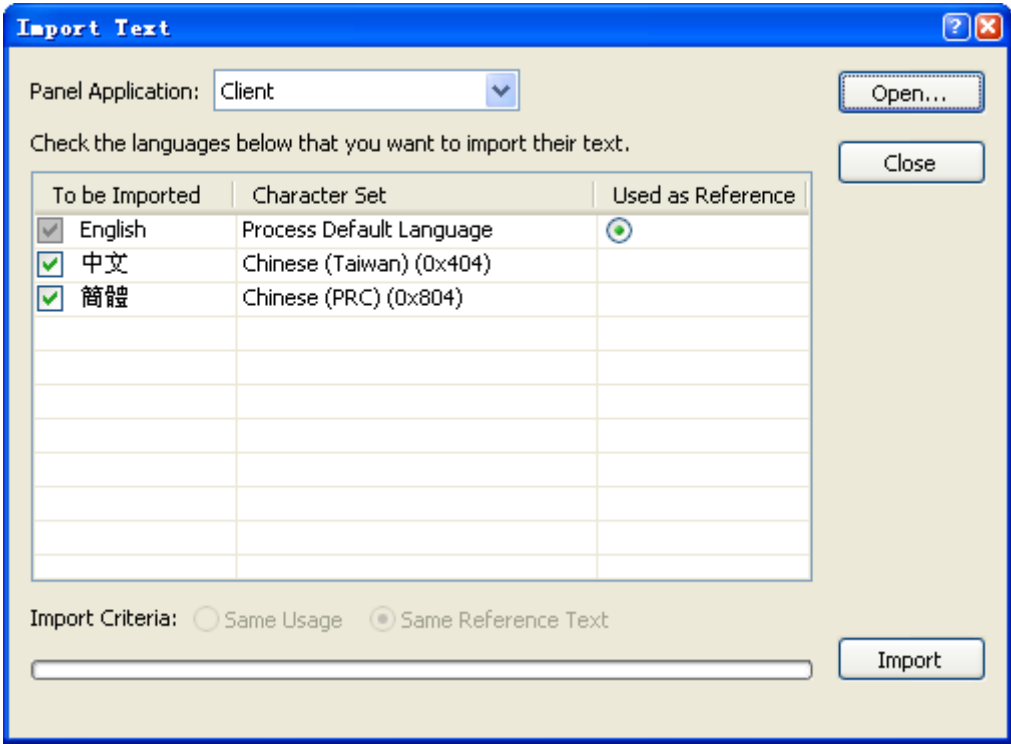 Import Text
Panel Application: Client
Open...
Check the languages below that you want to import their text.
Close
To be Imported Character Set Used as Reference
English Process Default Language
中文 Chinese (Taiwan) (0x404)
簡體 Chinese (PRC) (0x804)
Import Criteria: Same Usage Same Reference Text
Import